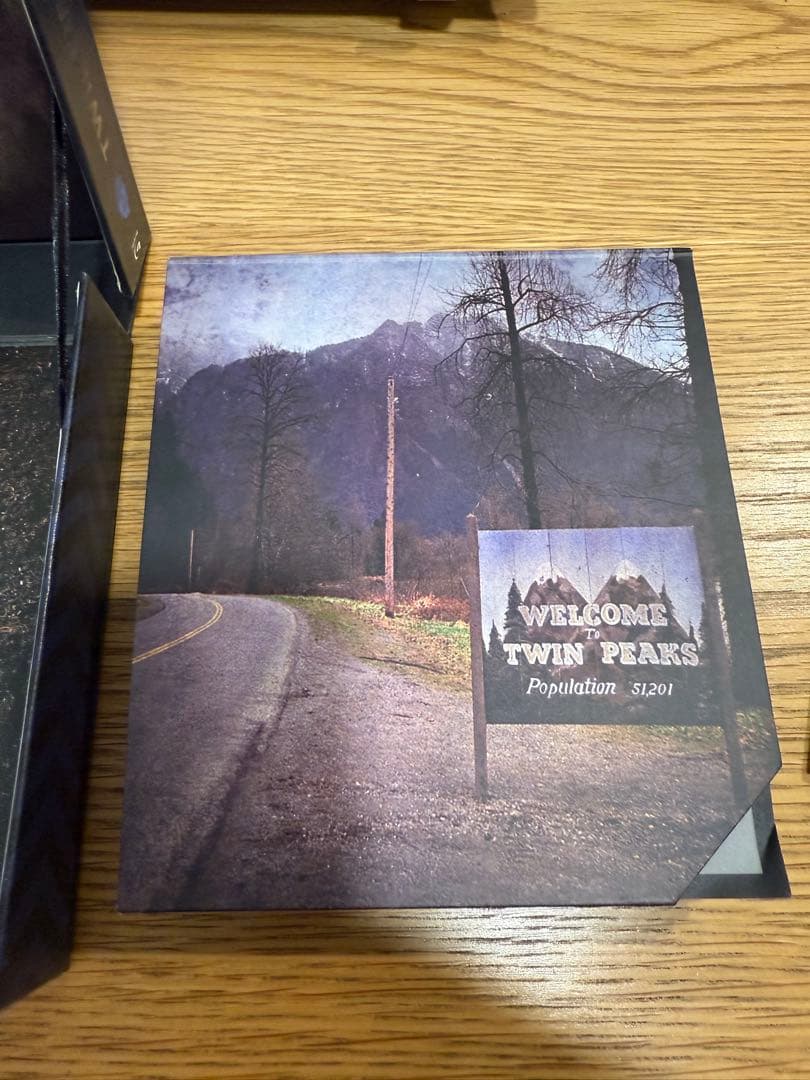 WELCOME
To
TWIN PEAKS
Population 51,201